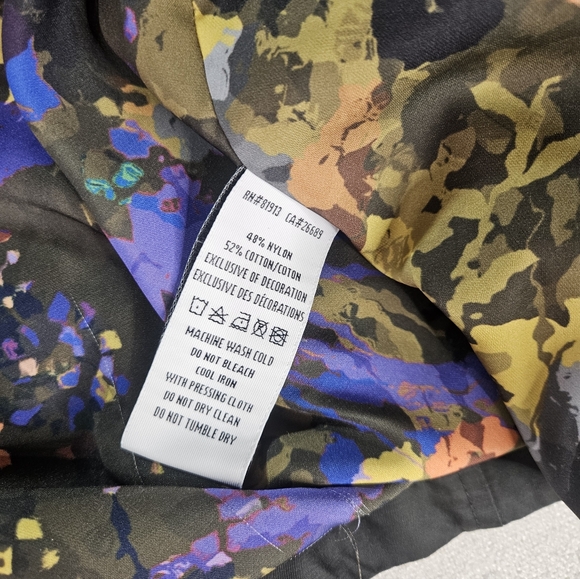 RN#81913 CA#26689
48% NYLON
52% COTTON/COTON
EXCLUSIVE OF DECORATION
EXCLUSIVE DES DÉCORATIONS
MACHINE WASH COLD
DO NOT BLEACH
COOL IRON
WITH PRESSING CLOTH
DO NOT DRY CLEAN
DO NOT TUMBLE DRY